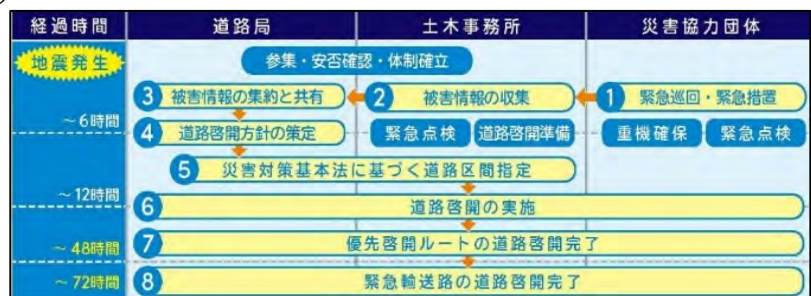 経過時間 道路局 土木事務所 災害協力団体
地震発生 参集・安否確認・体制確立
3 被害情報の集約と共有 2 被害情報の収集 1 緊急巡回・緊急措置
～6時間
4 道路啓開方針の策定 緊急点検 道路啓開準備 重機確保 緊急点検
5 災害対策基本法に基づく道路区間指定
～12時間
6 道路啓開の実施
～48時間 7 優先啓開ルートの道路啓開完了
～72時間 8 緊急輸送路の道路啓開完了